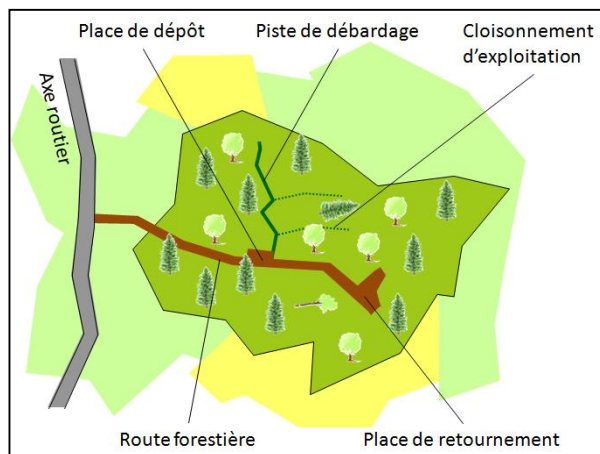 Place de dépôt
Piste de débardage
Cloisonnement
d'exploitation
Axe routier
Route forestière
Place de retournement